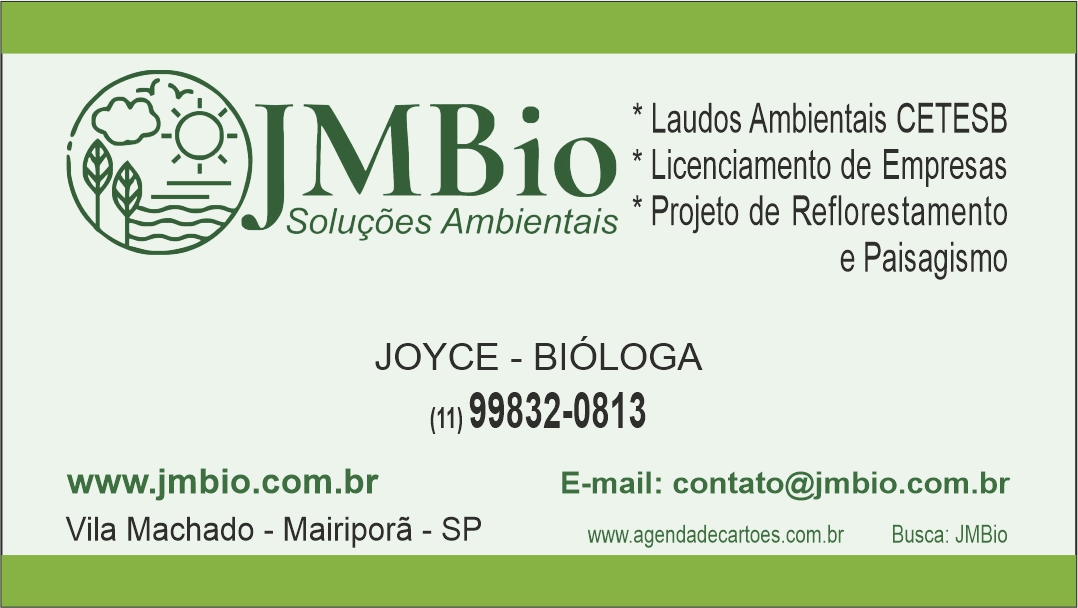 JMBio
Soluções Ambientais
* Laudos Ambientais CETESB
* Licenciamento de Empresas
* Projeto de Reflorestamento
e Paisagismo
JOYCE - BIÓLOGA
(11) 99832-0813
www.jmbio.com.br
E-mail: contato@jmbio.com.br
Vila Machado - Mairiporã - SP
www.agendadecartoes.com.br Busca: JMBio